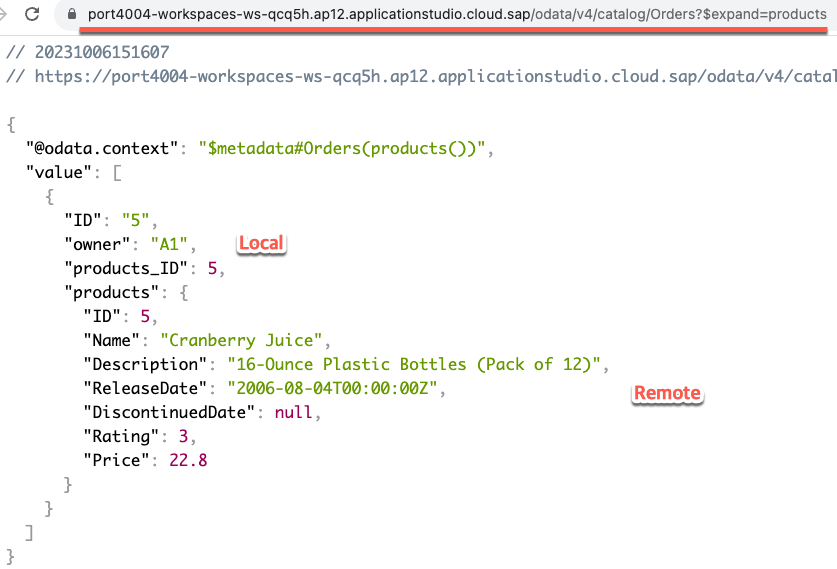 port4004-workspaces-ws-qcq5h.ap12.applicationstudio.cloud.sap/odata/v4/catalog/Orders?$expand=products
// 20231006151607
// https://port4004-workspaces-ws-qcq5h.ap12.applicationstudio.cloud.sap/odata/v4/catal
{
"@odata.context": "$metadata#Orders(products())",
"value": [
{
"ID": "5",
"owner": "A1",
Local
"products_ID": 5,
"products": {
"ID": 5,
"Name": "Cranberry Juice",
"Description": "16-Ounce Plastic Bottles (Pack of 12)",
"ReleaseDate": "2006-08-04T00:00:00Z",
Remote
"DiscontinuedDate": null,
"Rating": 3,
"Price": 22.8
}
}
]
}